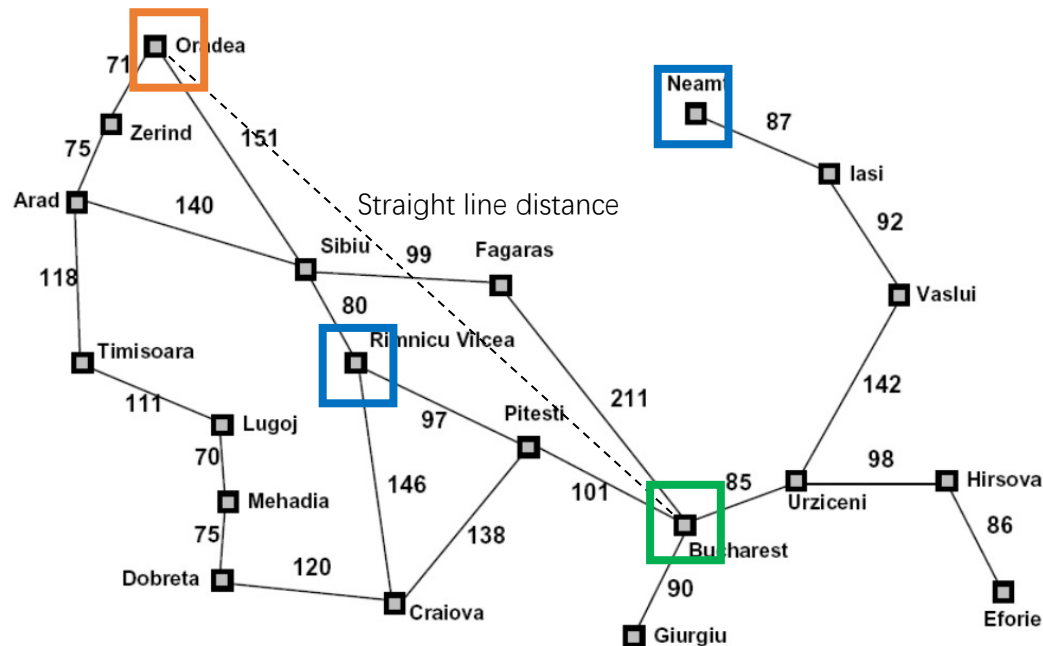 Oradea
71
Neamt
87
Zerind
151
75
Iasi
Arad
140
Straight line distance
92
Sibiu
99
Fagaras
118
Vaslui
80
Rimnicu Vilcea
Timisoara
142
111
211
Pitesti
Lugoj
97
70
98
Hirsova
146
101
85
Urziceni
Mehadia
86
75
138
Bucharest
Dobreta
120
90
Craiova
Eforie
Giurgiu